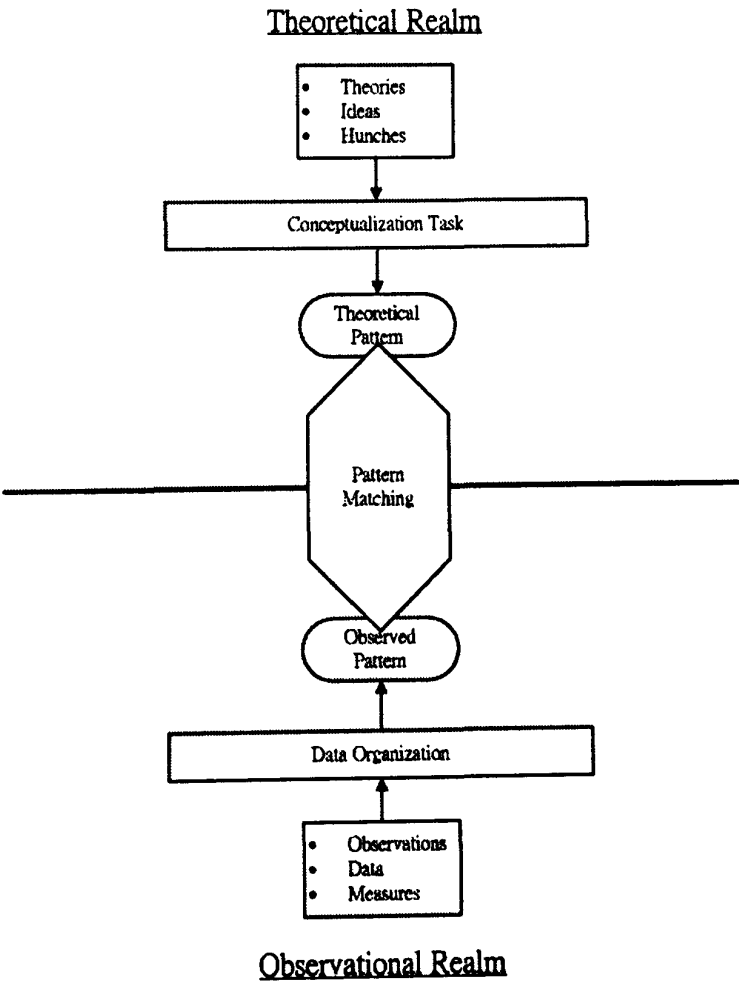 Theoretical Realm
• Theories
• Ideas
• Hunches
Conceptualization Task
Theoretical
Pattern
Pattern
Matching
Observed
Pattern
Data Organization
• Observations
• Data
• Measures
Observational Realm